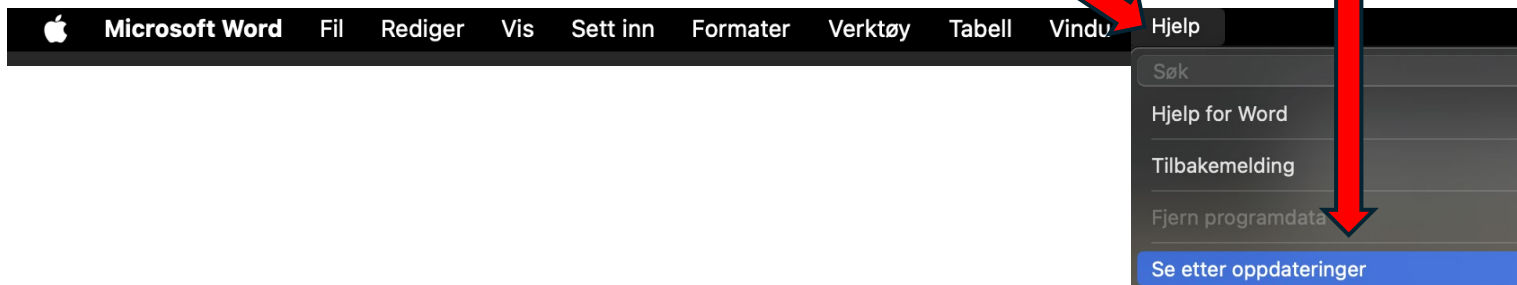 Microsoft Word Fil Rediger Vis Sett inn Formater Verktøy Tabell Vindu Hjelp
Søk
Hjelp for Word
Tilbakemelding
Fjern programdata
Se etter oppdateringer